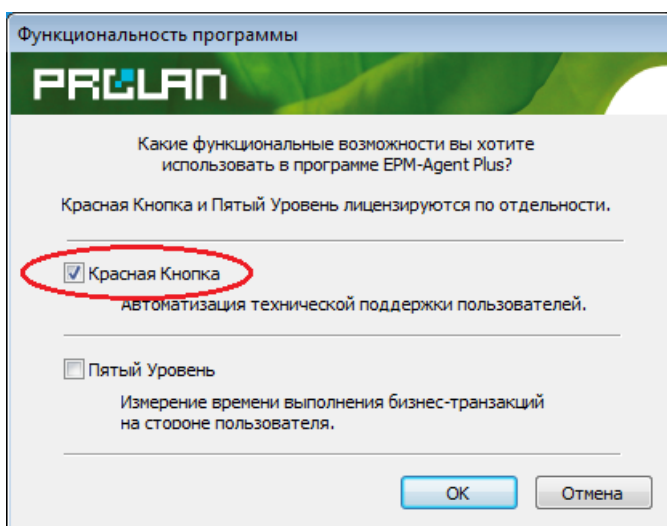 Функциональность программы
PROLAN
Какие функциональные возможности вы хотите
использовать в программе EPM-Agent Plus?
Красная Кнопка и Пятый Уровень лицензируются по отдельности.
Красная Кнопка
Автоматизация технической поддержки пользователей.
Пятый Уровень
Измерение времени выполнения бизнес-транзакций
на стороне пользователя.
OK
Отмена